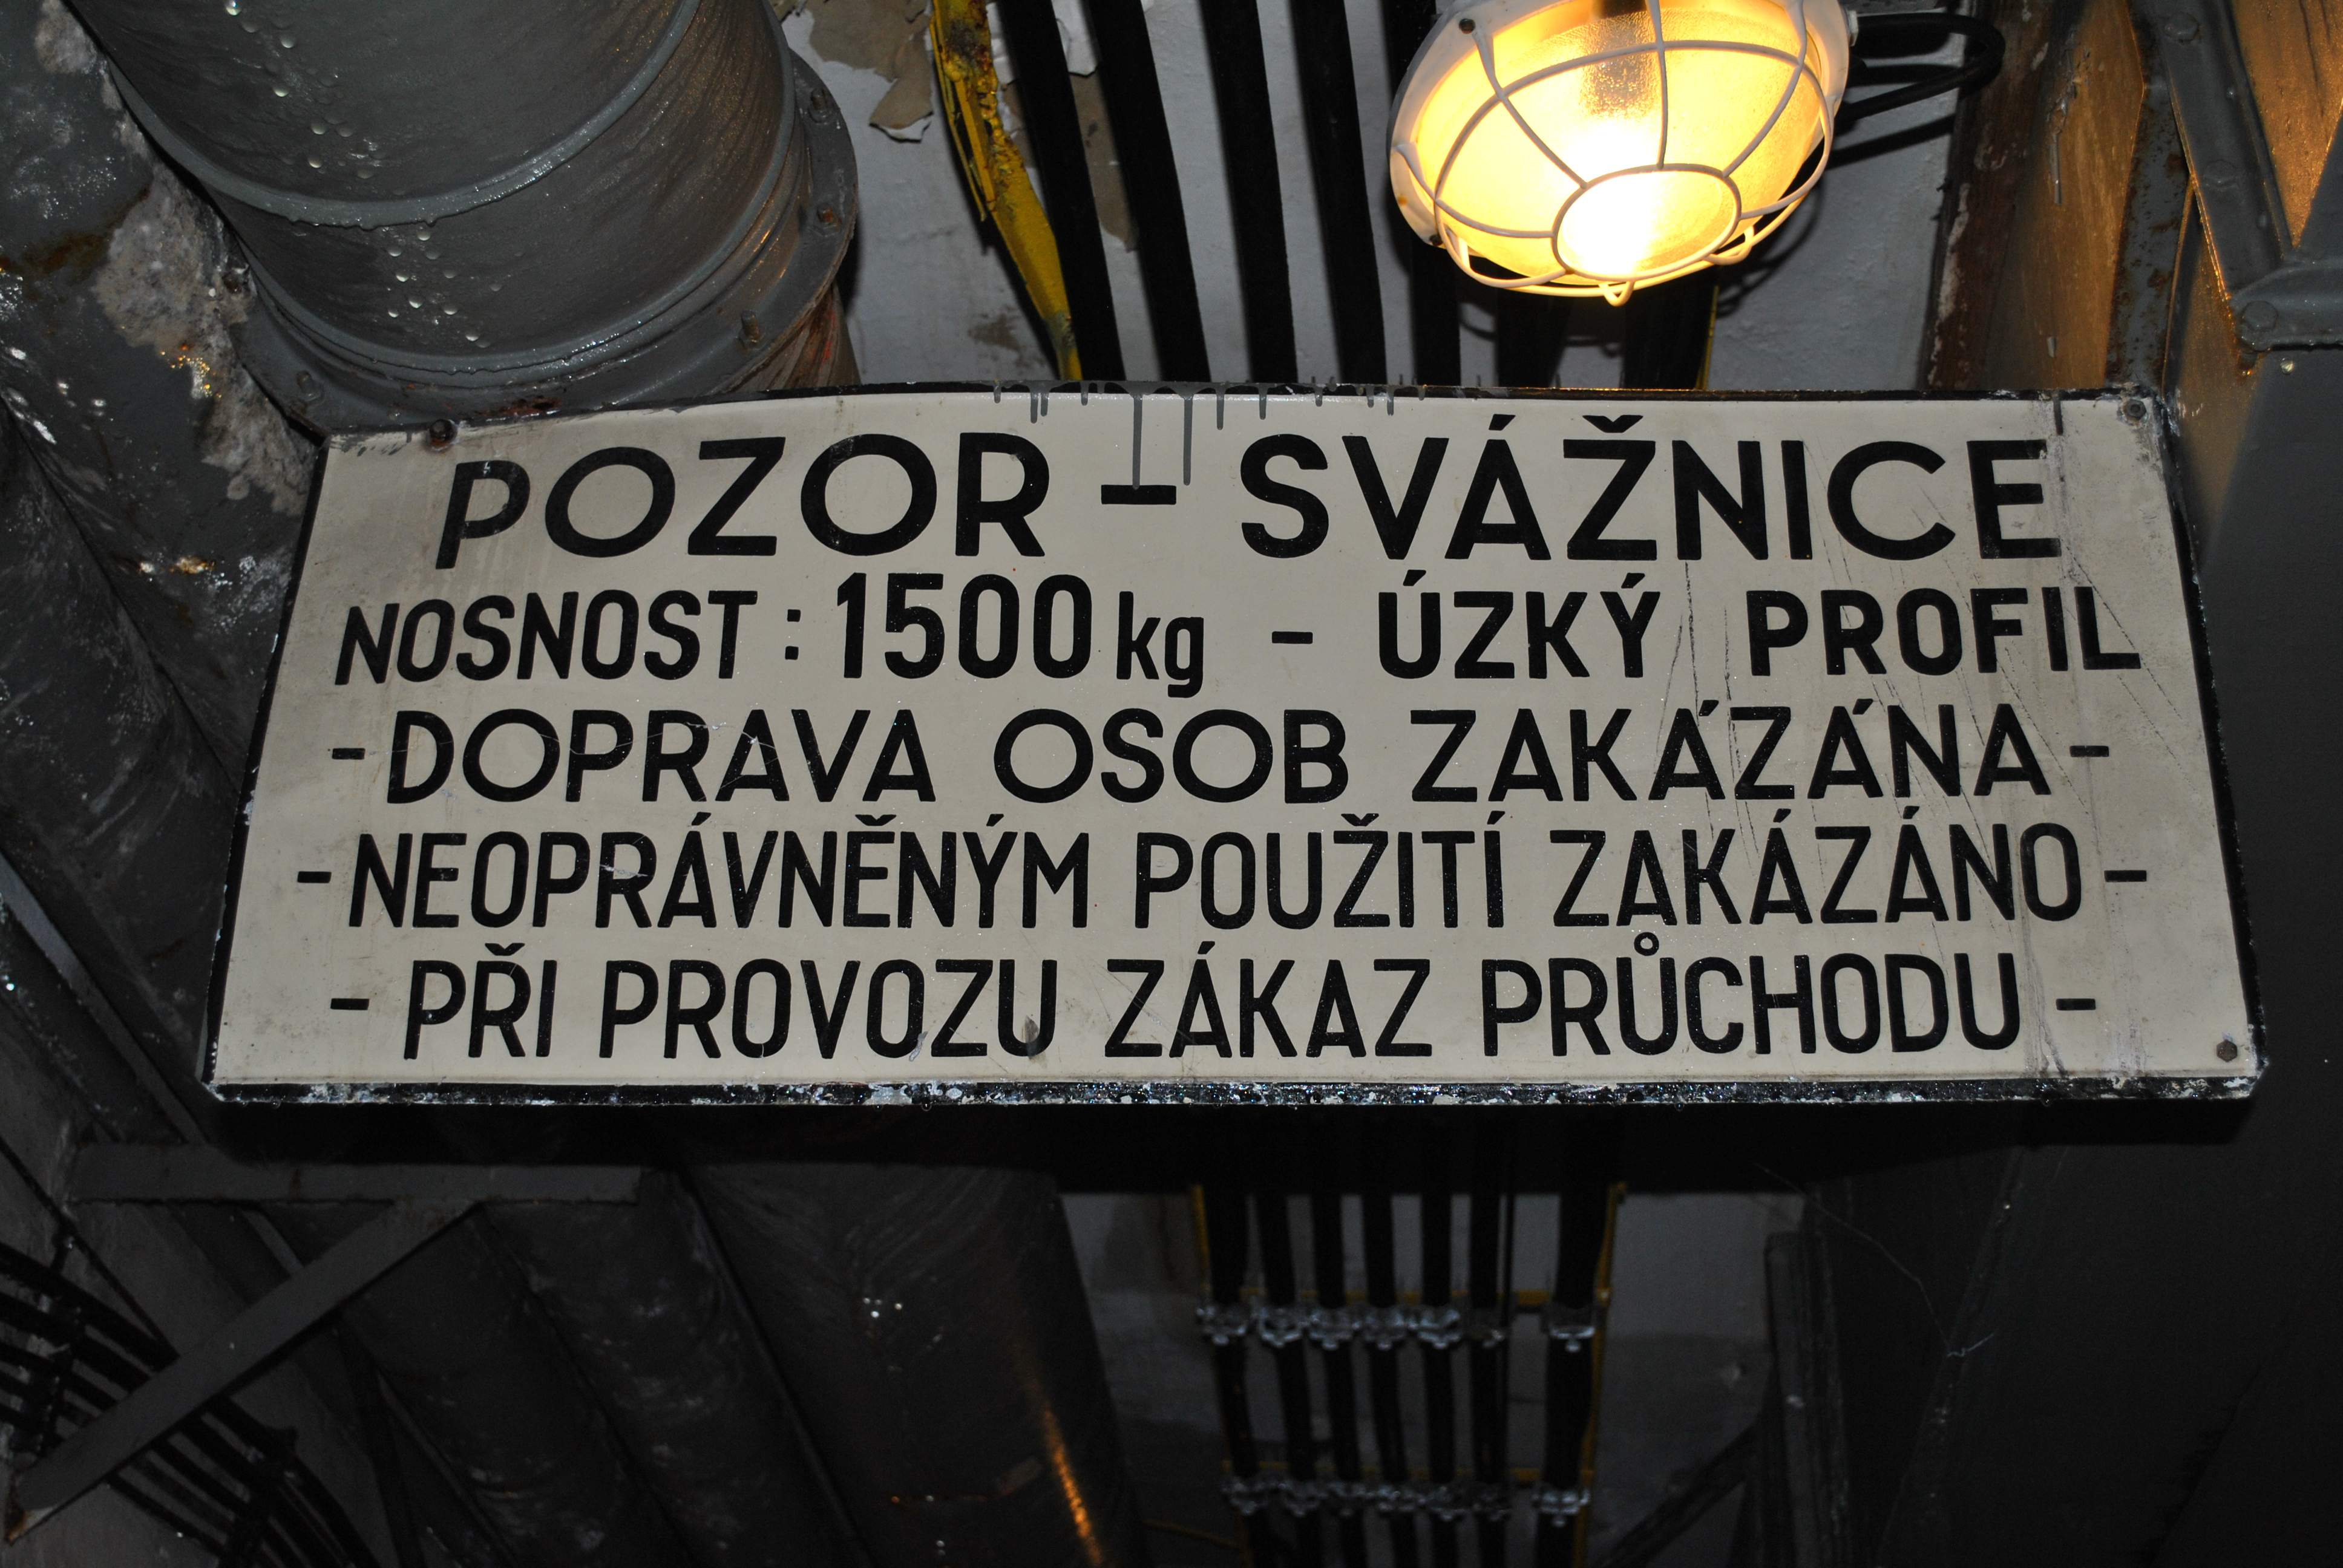 POZOR - SVÁŽNICE
NOSNOST : 1500 kg - ÚZKÝ PROFIL
- DOPRAVA OSOB ZAKÁZÁNA -
- NEOPRÁVNĚNÝM POUŽITÍ ZAKÁZÁNO -
- PŘI PROVOZU ZÁKAZ PRŮCHODU -